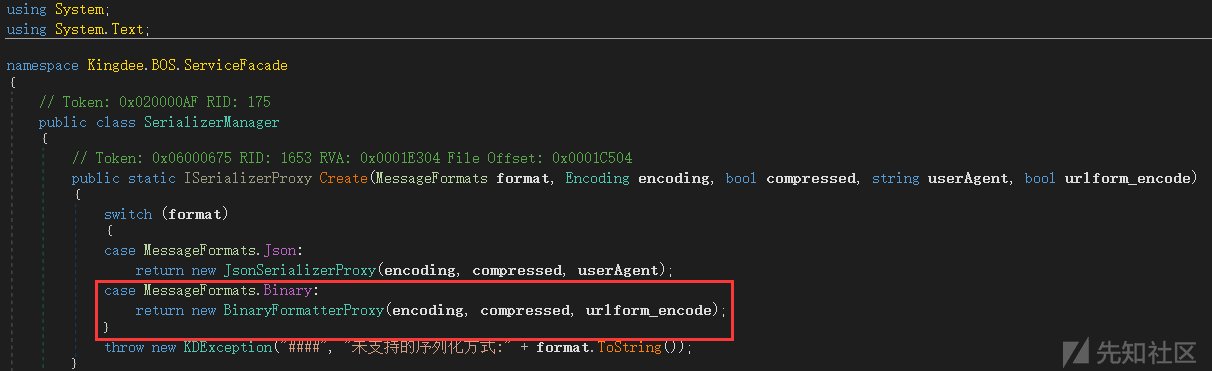 using System;
using System.Text;
namespace Kingdee.BOS.ServiceFacade
{
// Token: 0x020000AF RID: 175
public class SerializerManager
{
// Token: 0x06000675 RID: 1653 RVA: 0x0001E304 File Offset: 0x0001C504
public static ISerializerProxy Create(MessageFormats format, Encoding encoding, bool compressed, string userAgent, bool urlform_encode)
{
switch (format)
{
case MessageFormats.Json:
return new JsonSerializerProxy(encoding, compressed, userAgent);
case MessageFormats.Binary:
return new BinaryFormatterProxy(encoding, compressed, urlform_encode);
}
throw new KDException("####", "未支持的序列化方式:" + format.ToString());
}
先知社区